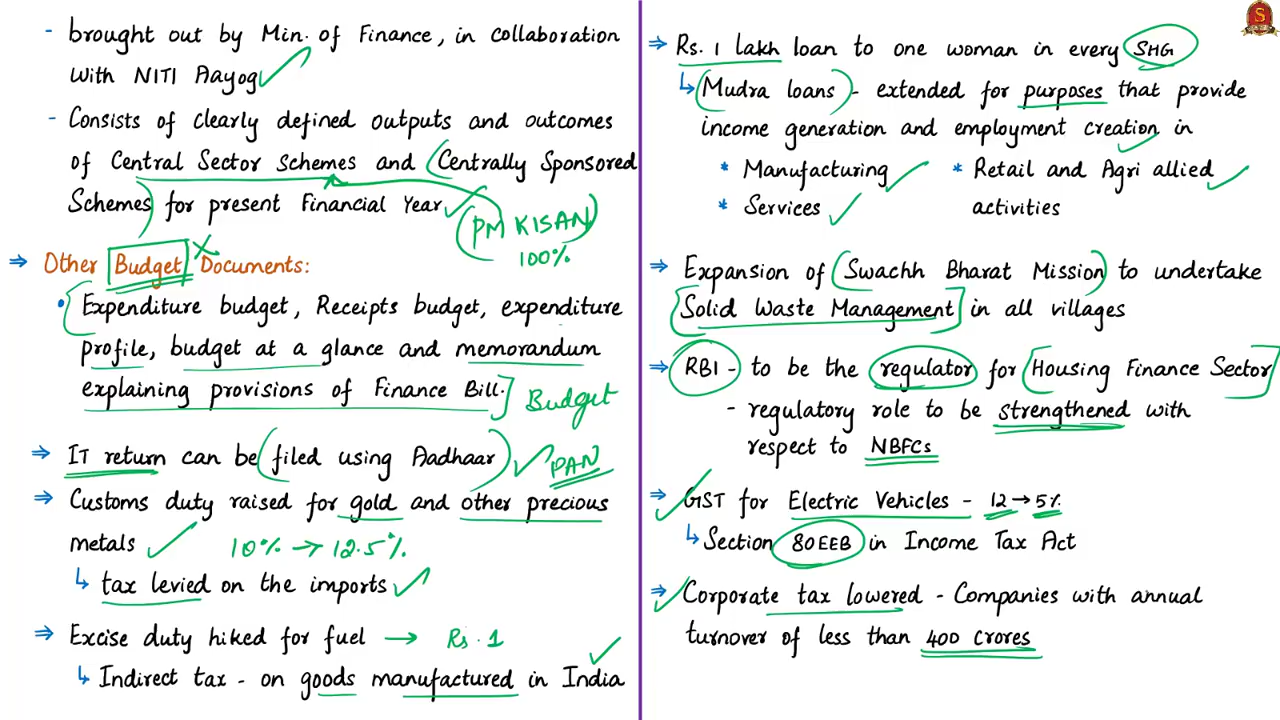 - brought out by Min. of Finance, in collaboration
with NITI Aayog
- Consists of clearly defined outputs and outcomes
of Central Sector Schemes and Centrally Sponsored
Schemes for present Financial Year
(PM KISAN)
100%
⇒ Other Budget Documents:
• Expenditure budget, Receipts budget, expenditure
profile, budget at a glance and memorandum
explaining provisions of Finance Bill.] Budget
⇒ IT return can be (filed using Aadhaar) PAN
⇒ Customs duty raised for gold and other precious
metals 10% → 12.5%
↳ tax levied on the imports
⇒ Excise duty hiked for fuel → Rs. 1
↳ Indirect tax - on goods manufactured in India
⇒ Rs. 1 lakh loan to one woman in every SHG
↳ (Mudra loans) - extended for purposes that provide
income generation and employment creation in
* Manufacturing * Retail and Agri allied
* Services activities
⇒ Expansion of (Swachh Bharat Mission) to undertake
[Solid Waste Management] in all villages
⇒ RBI - to be the regulator for [Housing Finance Sector]
- regulatory role to be strengthened with
respect to NBFCs
⇒ GST for Electric Vehicles - 12 → 5%
↳ Section 80EEB in Income Tax Act
⇒ Corporate tax lowered - Companies with annual
turnover of less than 400 crores